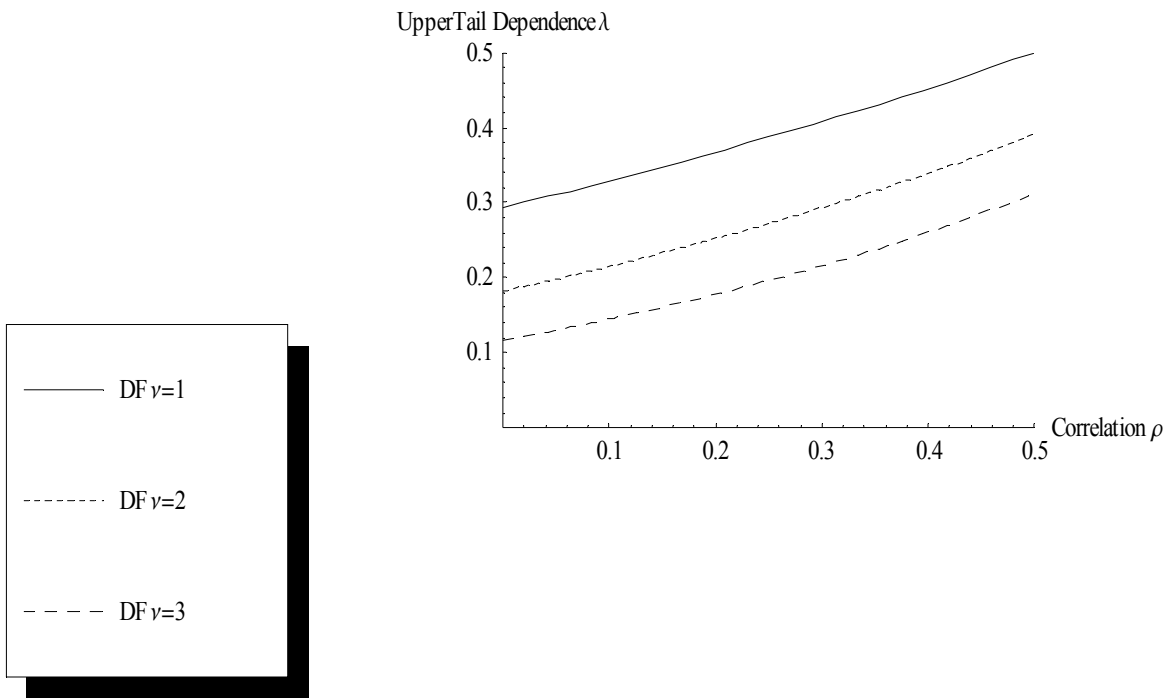 UpperTail Dependence λ
0.5
0.4
0.3
0.2
0.1
0.1 0.2 0.3 0.4 0.5
Correlation ρ
DF ν=1
DF ν=2
DF ν=3